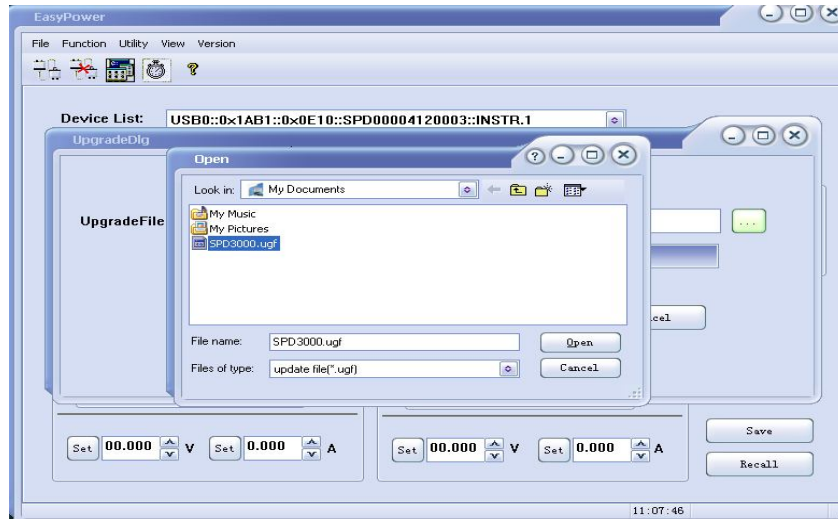 EasyPower
File Function Utility View Version
Device List: USB0::0x1AB1::0x0E10::SPD00004120003::INSTR.1
UpgradeDlg
Open
Look in: My Documents
My Music
My Pictures
SPD3000.ugf
UpgradeFile
...
File name: SPD3000.ugf Open
Files of type: update file(*.ugf) Cancel
cel
Set 00.000 V Set 0.000 A Set 00.000 V Set 0.000 A
Save
Recall
11:07:46